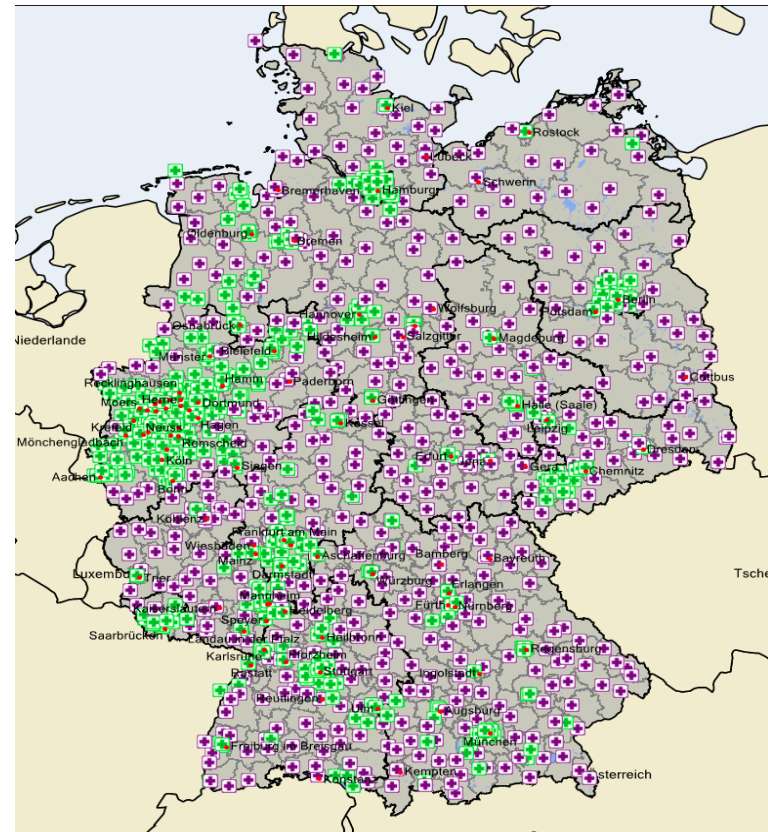 Kiel
Rostock
Lübeck
Schwerin
Bremerhaven
Hamburg
Oldenburg
Bremen
Berlin
Potsdam
Wolfsburg
Hannover
Osnabrück
Niederlande
Hildesheim
Salzgitter
Magdeburg
Münster
Bielefeld
Cottbus
Recklinghausen
Hamm
Paderborn
Moers
Herne
Dortmund
Göttingen
Halle (Saale)
Krefeld
Neuss
Hagen
Kassel
Leipzig
Mönchengladbach
Remscheid
Dresden
Köln
Erfurt
Jena
Gera
Siegen
Chemnitz
Aachen
Bonn
Koblenz
Frankfurt am Main
Wiesbaden
Aschaffenburg
Bamberg
Bayreuth
Mainz
Luxembu
Trier
Darmstadt
Würzburg
Tsche
Erlangen
Mannheim
Kaiserslautern
Heidelberg
Fürth
Nürnberg
Speyer
Saarbrücken
Landau in der Pfalz
Heilbronn
Regensburg
Karlsruhe
Pforzheim
Rastatt
Stuttgart
Ingolstadt
Reutlingen
Ulm
Augsburg
München
Freiburg im Breisgau
Kempten
Österreich
Konstanz